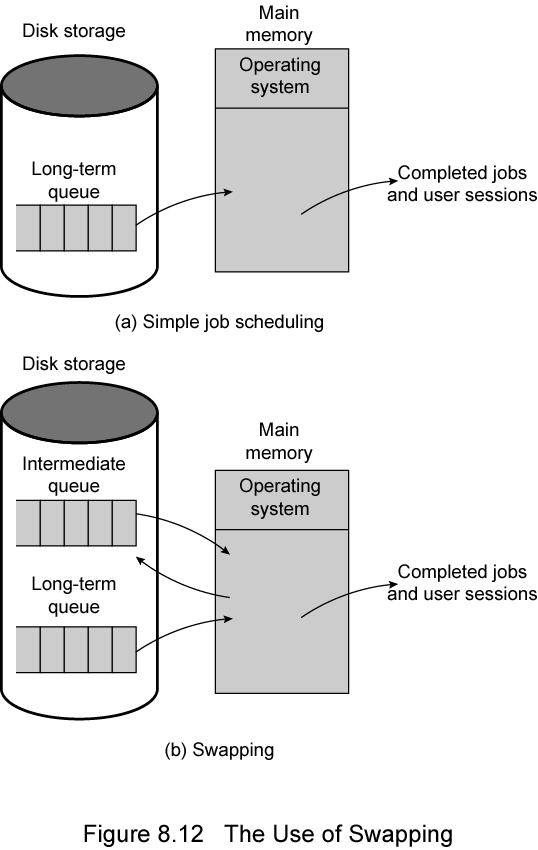 Disk storage
Main
memory
Operating
system
Long-term
queue
Completed jobs
and user sessions
(a) Simple job scheduling
Disk storage
Main
memory
Intermediate
queue
Operating
system
Long-term
queue
Completed jobs
and user sessions
(b) Swapping
Figure 8.12 The Use of Swapping